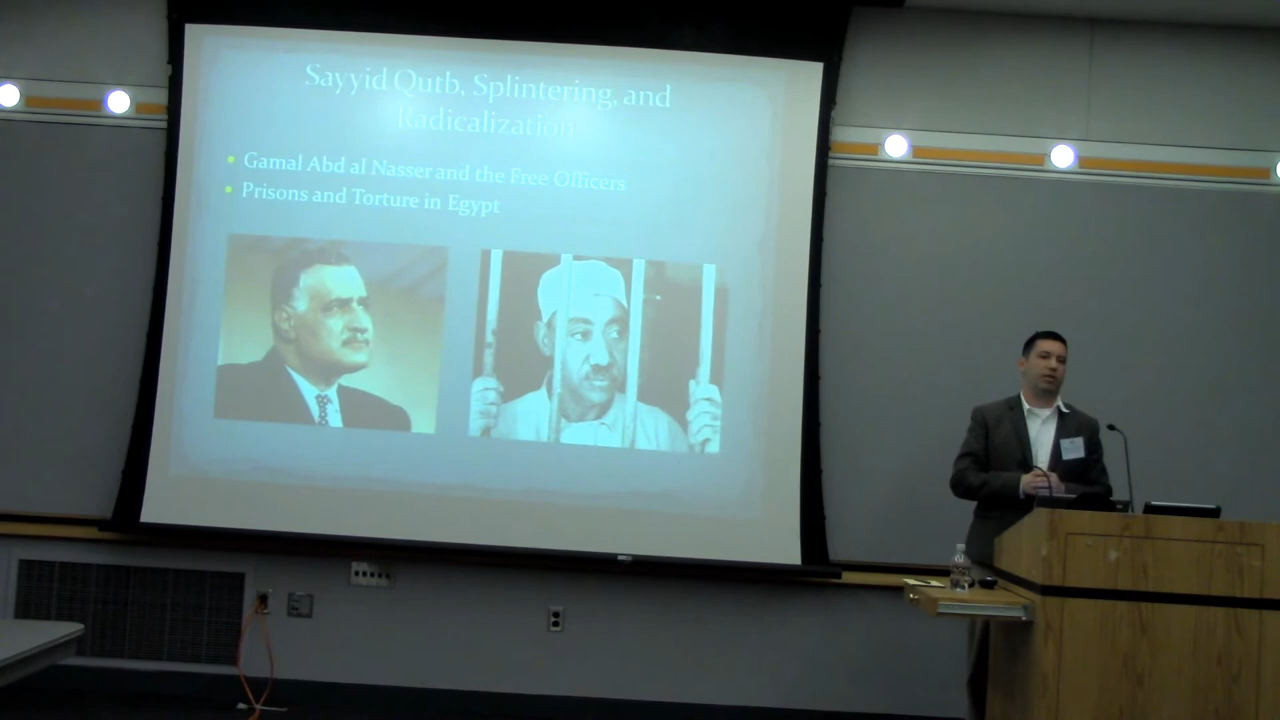 Sayyid Qutb, Splintering, and
Radicalization
Gamal Abd al Nasser and the Free Officers
Prisons and Torture in Egypt